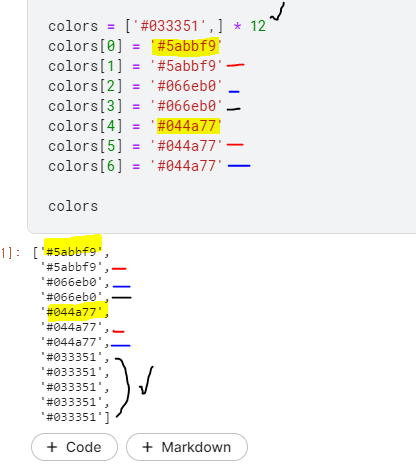 colors = ['#033351',] * 12
colors[0] = '#5abbf9'
colors[1] = '#5abbf9'
colors[2] = '#066eb0'
colors[3] = '#066eb0'
colors[4] = '#044a77'
colors[5] = '#044a77'
colors[6] = '#044a77'
colors
1]: ['#5abbf9',
'#5abbf9',
'#066eb0',
'#066eb0',
'#044a77',
'#044a77',
'#044a77',
'#033351',
'#033351',
'#033351',
'#033351',
'#033351']
+ Code + Markdown